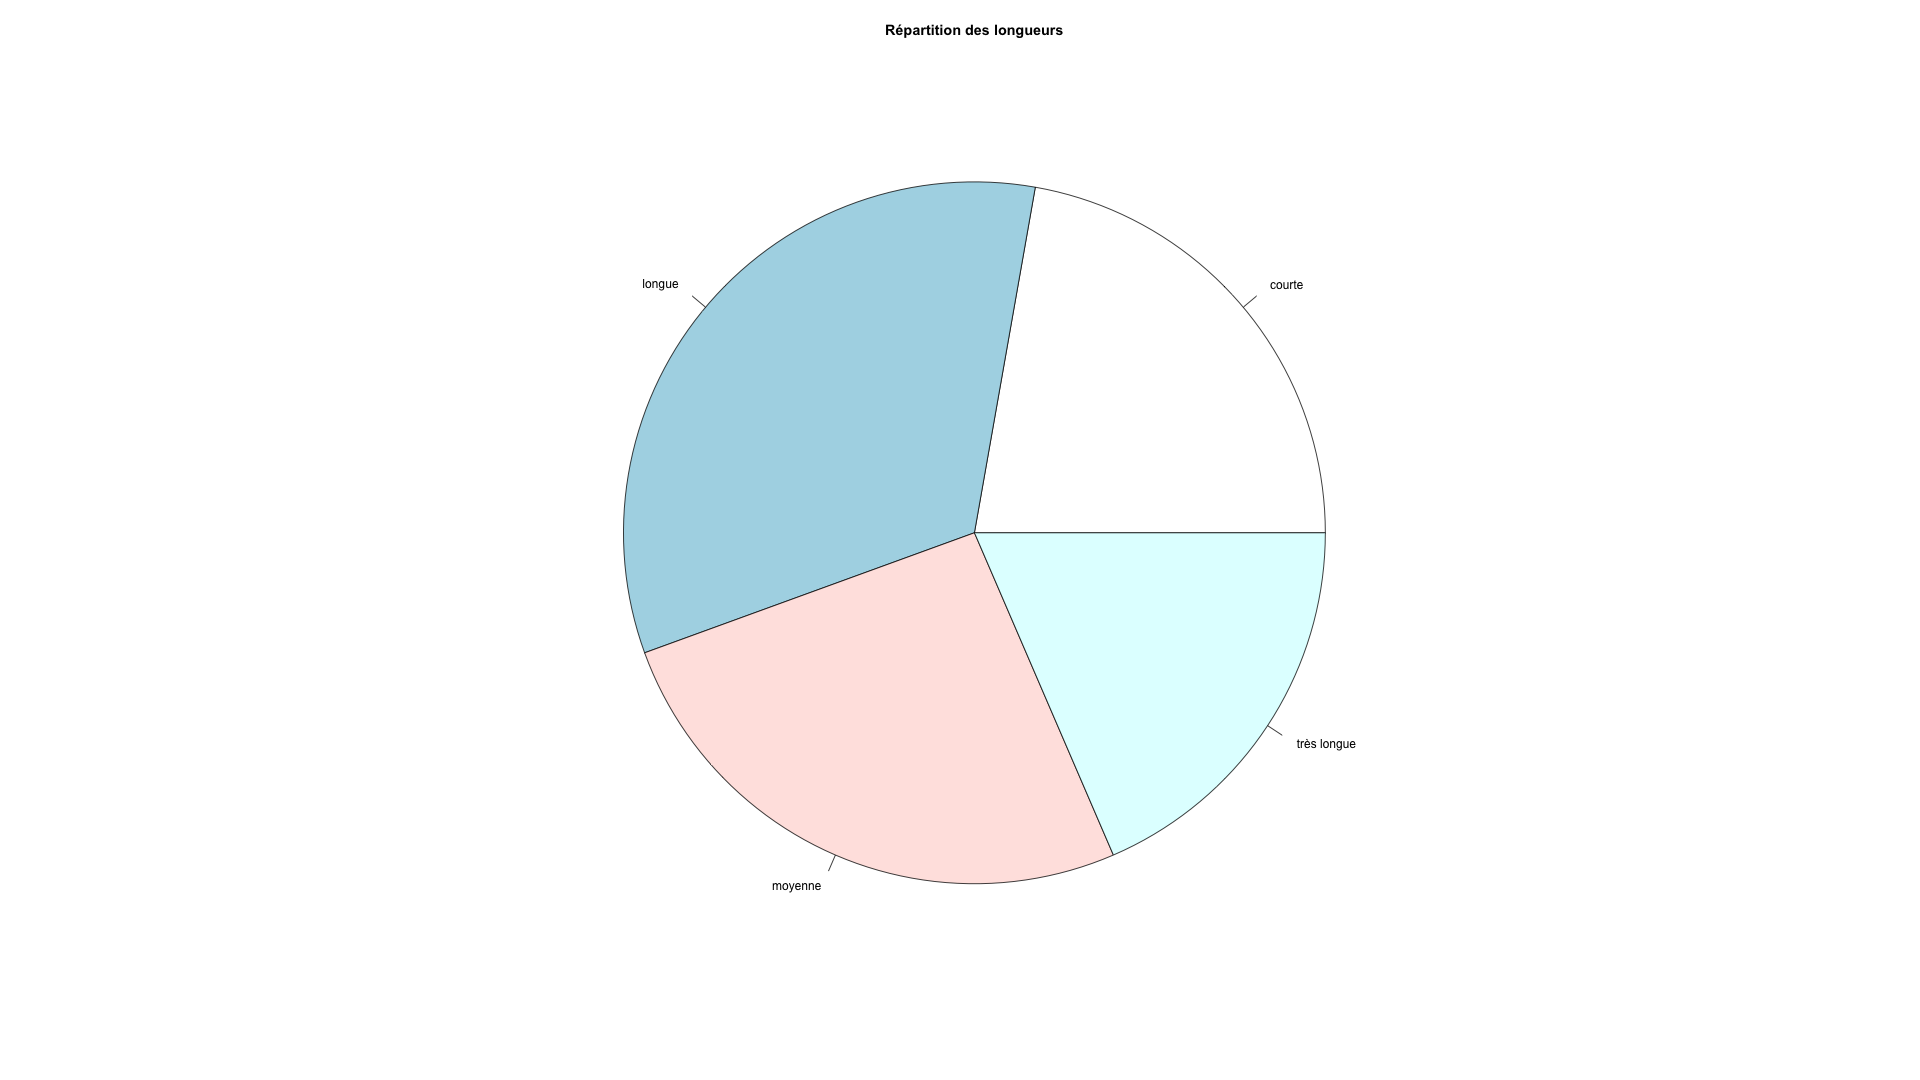 Répartition des longueurs
longue
courte
très longue
moyenne